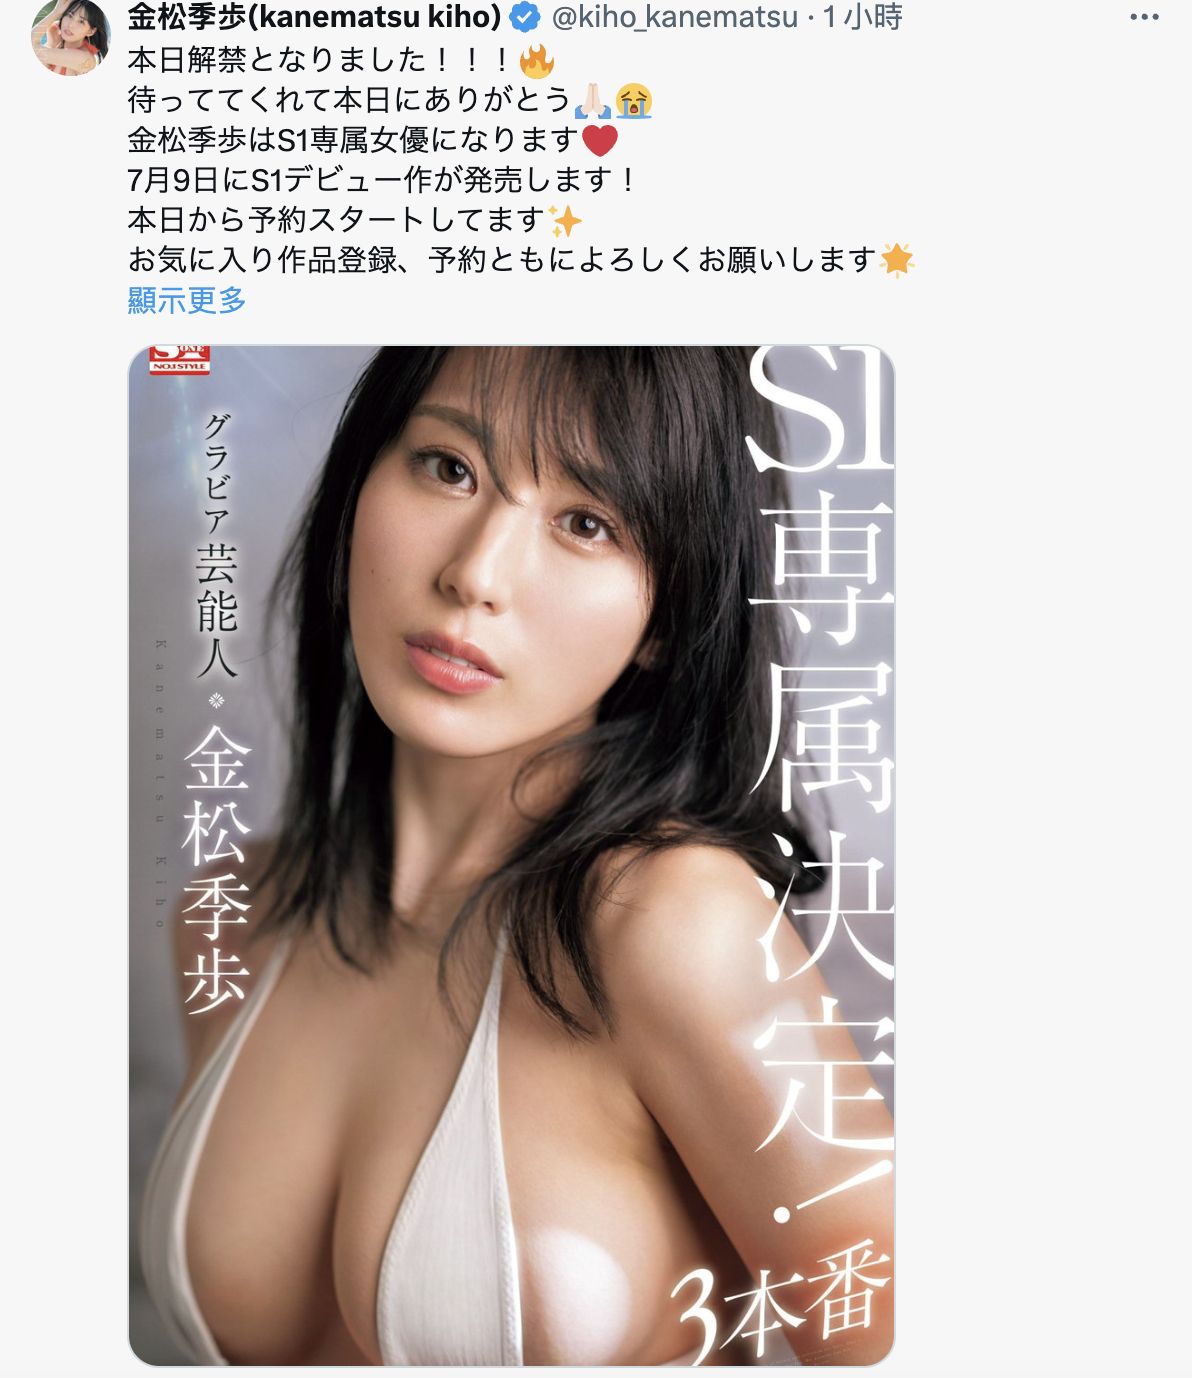 金松季歩(kanematsu kiho) @kiho_kanematsu · 1 小時
本日解禁となりました！！！🔥
待っててくれて本日にありがとう🙏🏻😭
金松季歩はS1専属女優になります❤️
7月9日にS1デビュー作が発売します！
本日から予約スタートしてます✨
お気に入り作品登録、予約ともによろしくお願いします🌟
顯示更多
S1 ONE
NO.1 STYLE
グラビア芸能人
金松季歩
Kanematsu Kiho
S1専属決定！
3本番